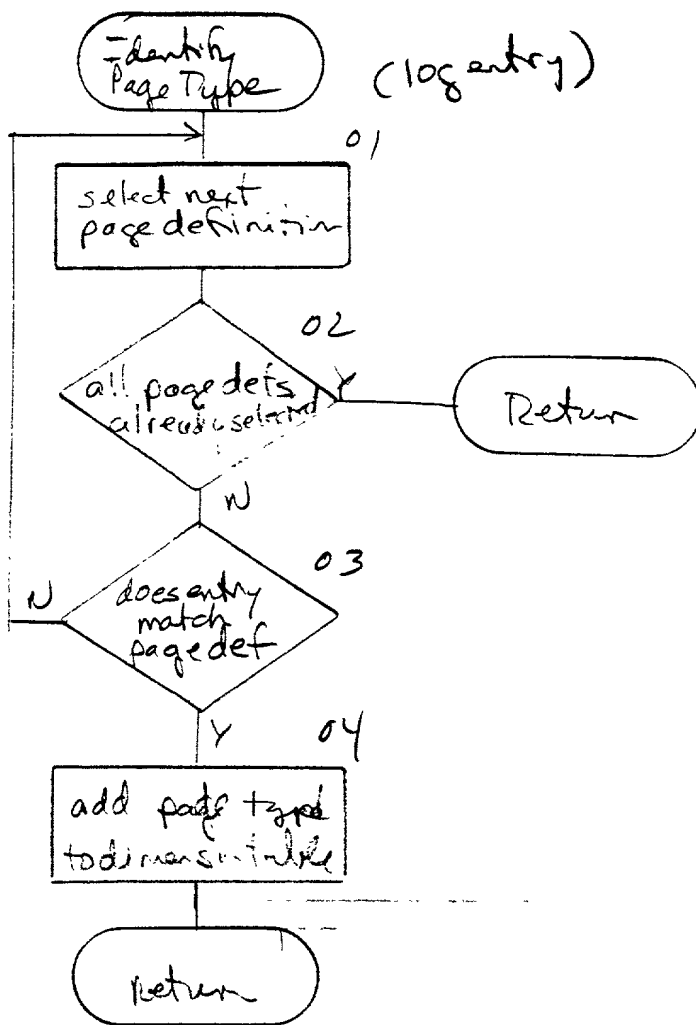 Identify
Page Type
(log entry)
01
select next
page definition
02
all page defs
already selected
Y
Return
N
03
does entry
match
page def
N
Y
04
add page type
to dimension table
Return